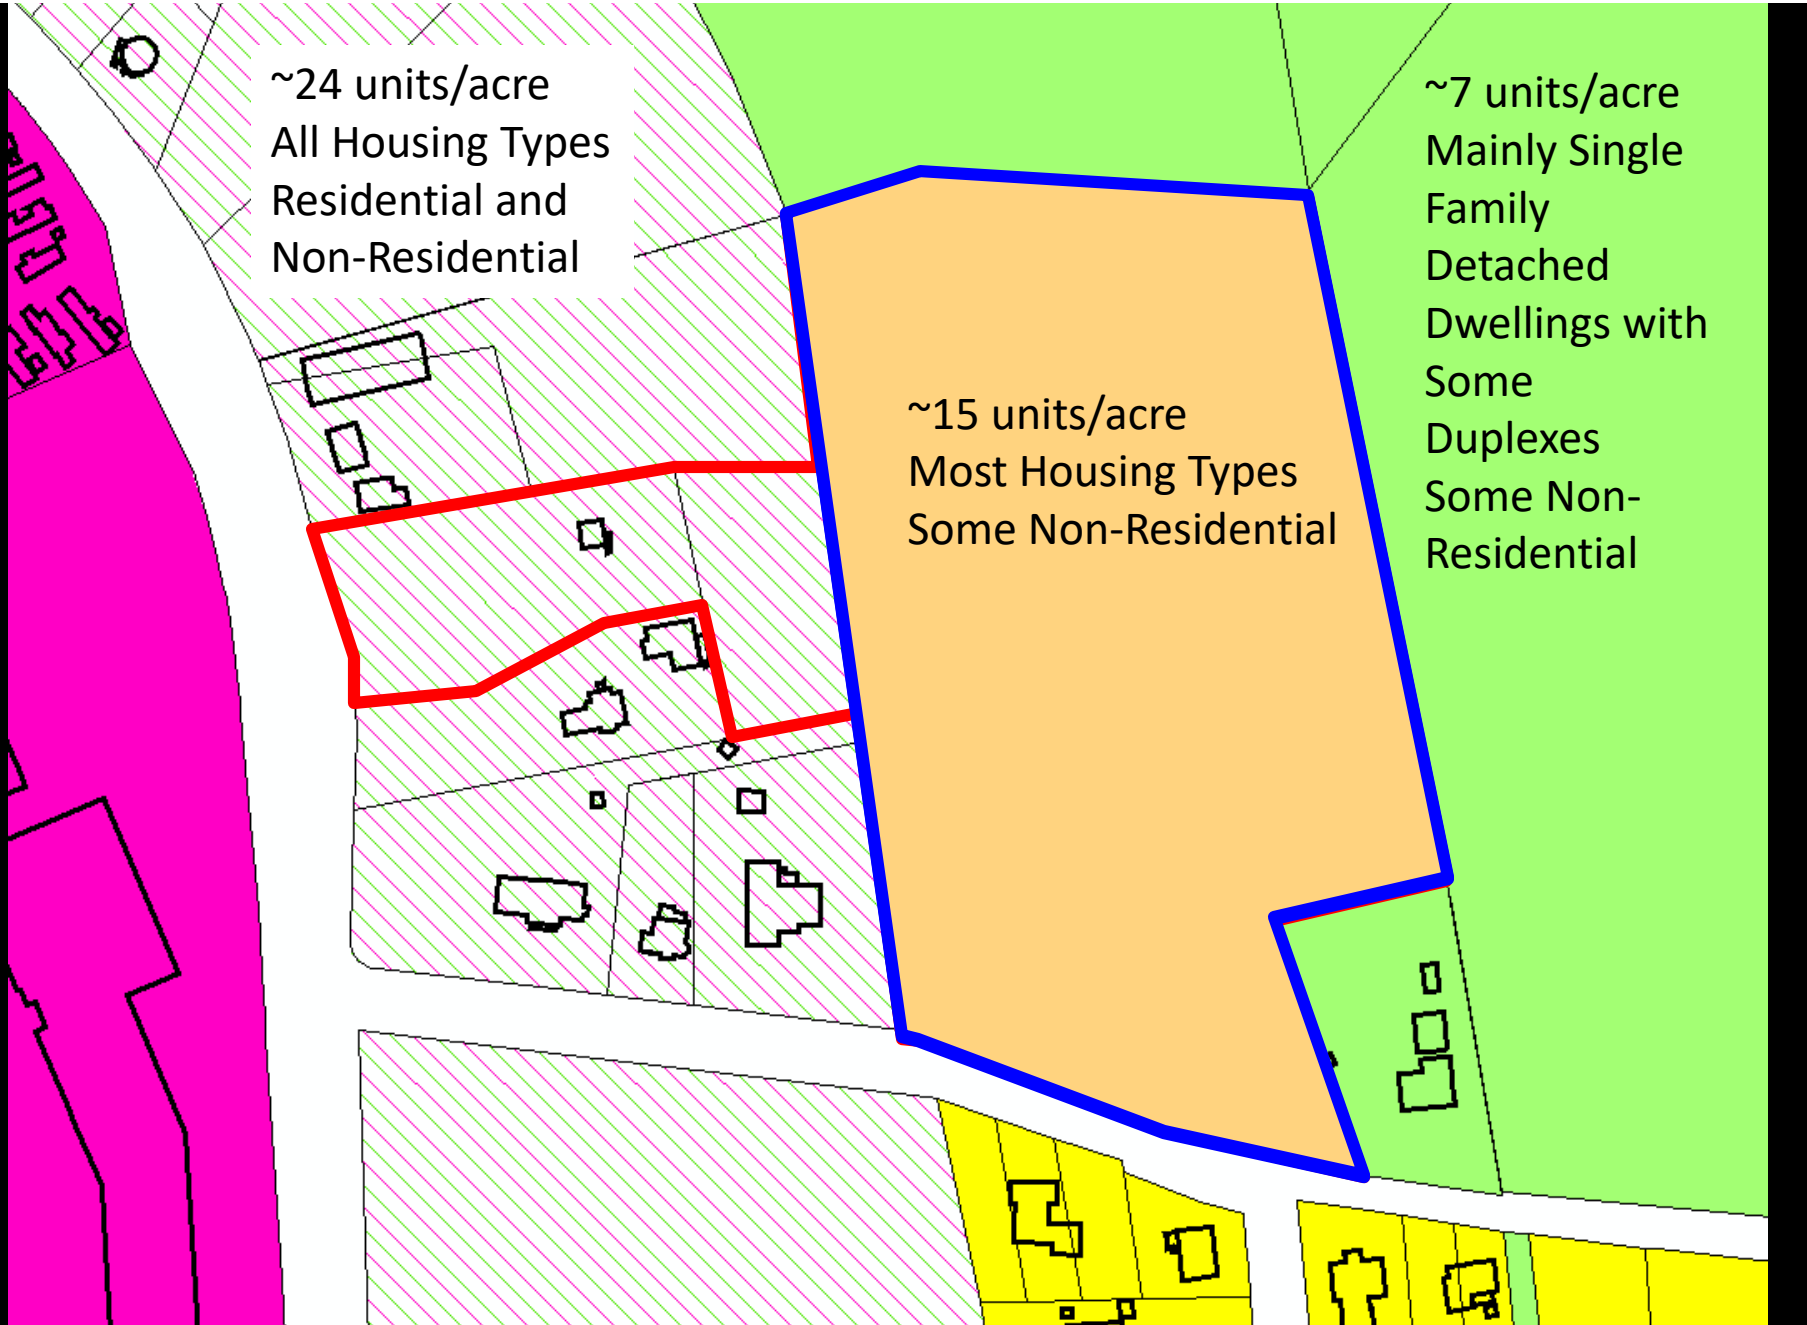 ~24 units/acre
All Housing Types
Residential and
Non-Residential
~15 units/acre
Most Housing Types
Some Non-Residential
~7 units/acre
Mainly Single
Family
Detached
Dwellings with
Some
Duplexes
Some Non-
Residential